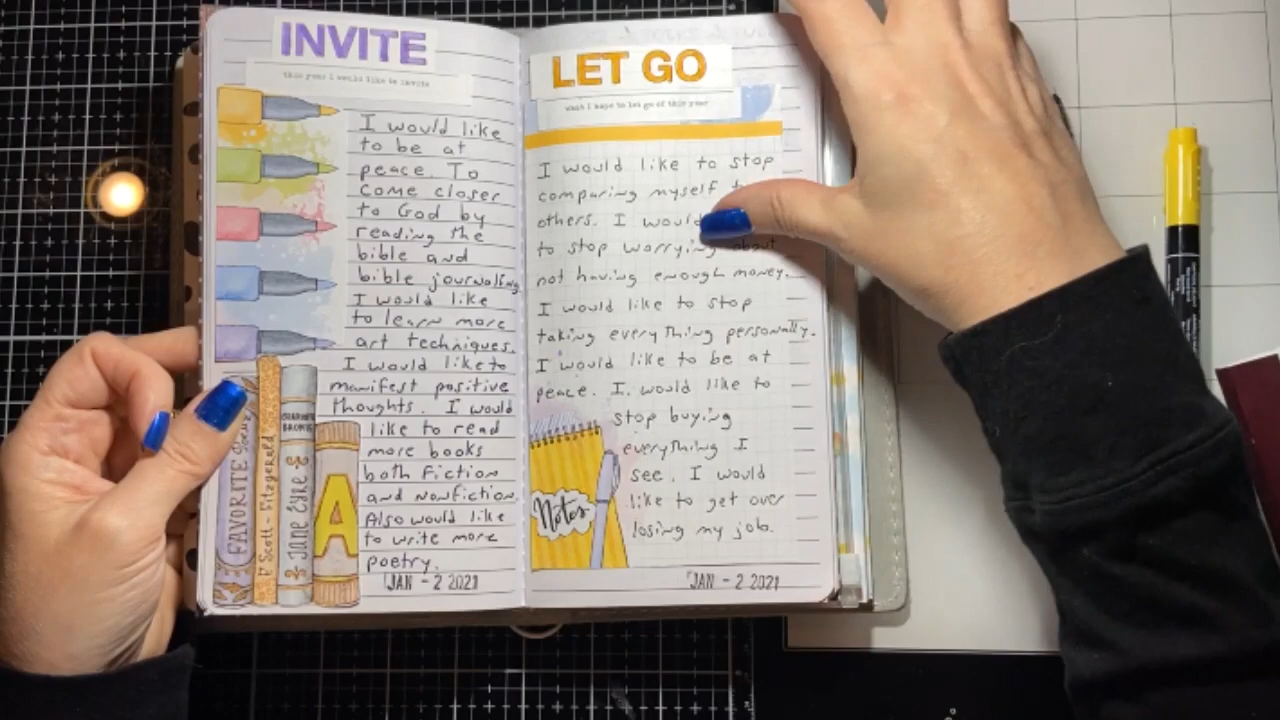 INVITE
this year I would like to invite
I would like
to be at
peace. To
come closer
to God by
reading the
bible and
bible journaling.
I would like
to learn more
art techniques.
I would like to
manifest positive
thoughts. I would
like to read
more books
both fiction
and nonfiction.
Also would like
to write more
poetry.
JAN - 2 2021
FAVORITE
F Scott - Fitzgerald
CHARLOTTE
BRONTE
Jane Eyre
A
LET GO
what I hope to let go of this year
I would like to stop
comparing myself
others. I would
to stop worrying about
not having enough money.
I would like to stop
taking everything personally.
I would like to be at
peace. I would like to
stop buying
everything I
see. I would
like to get over
losing my job.
Notes
JAN - 2 2021